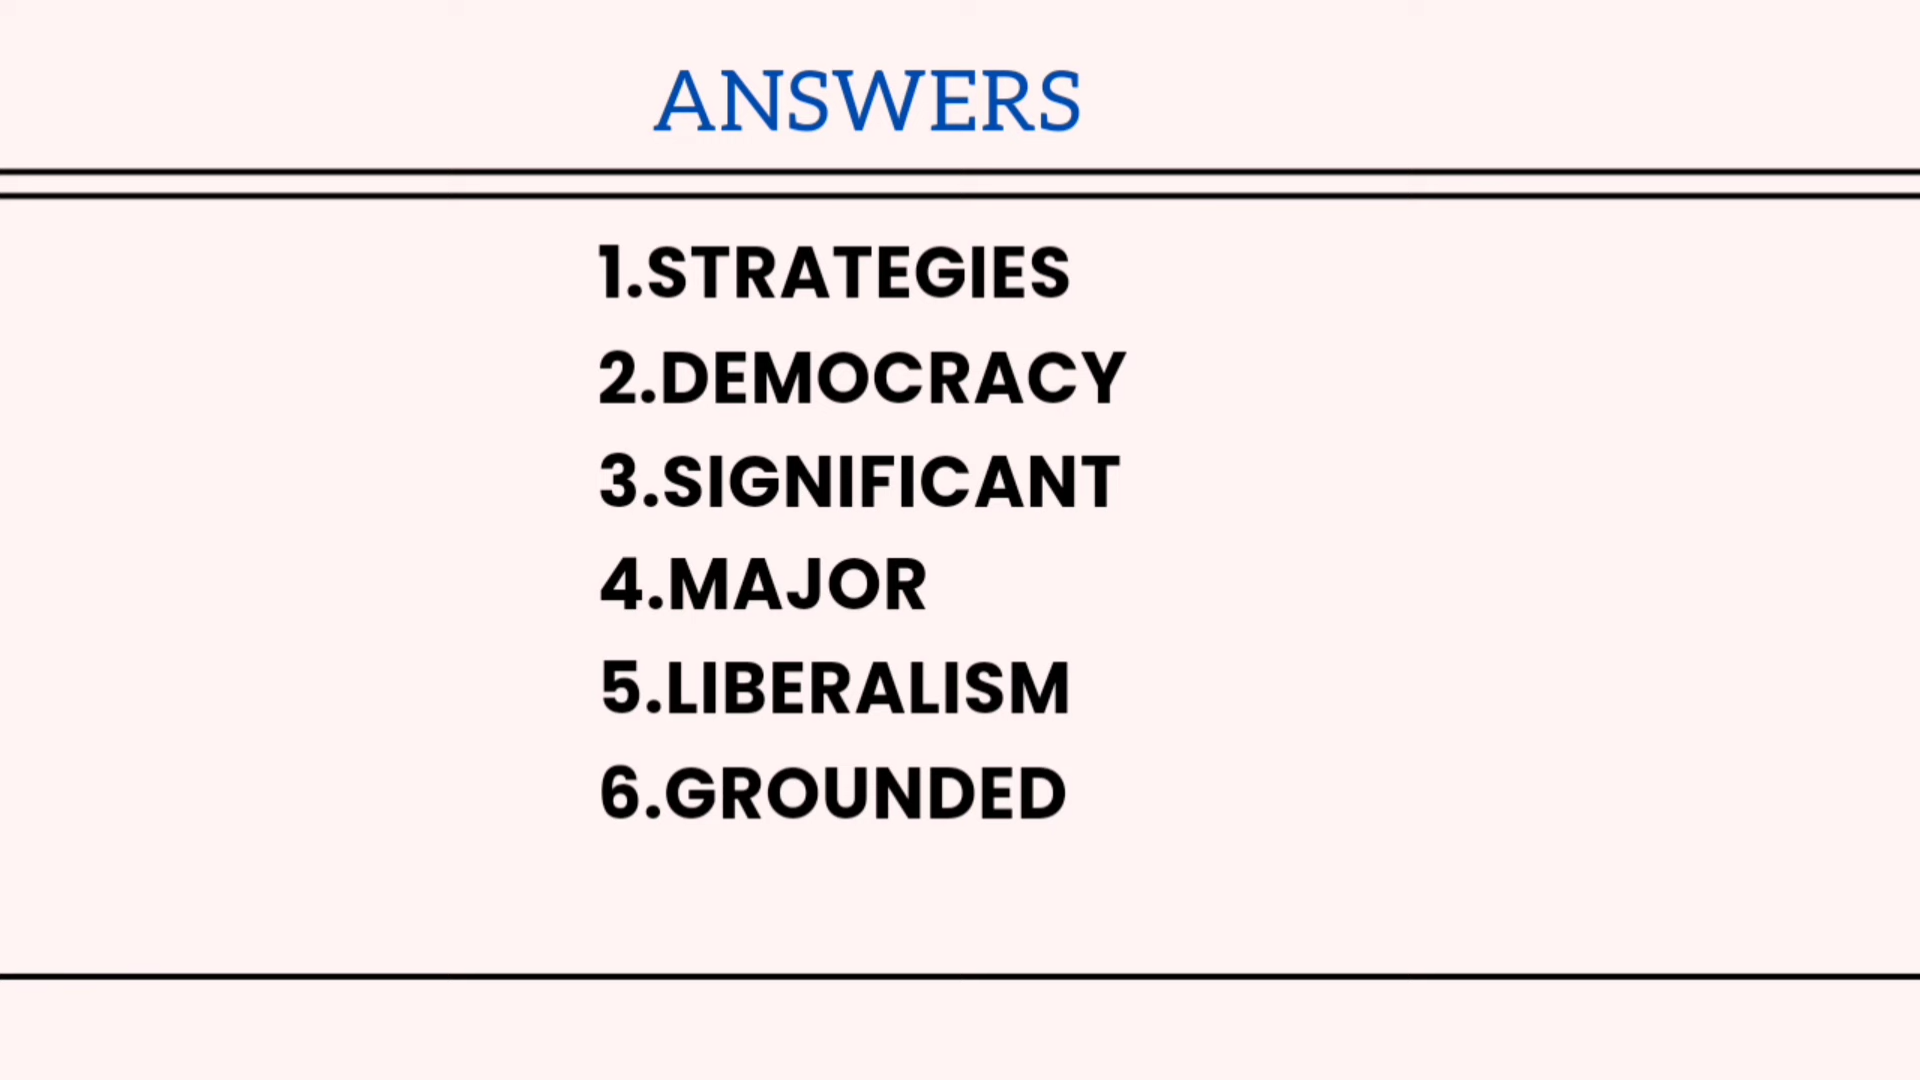 ANSWERS
1.STRATEGIES
2.DEMOCRACY
3.SIGNIFICANT
4.MAJOR
5.LIBERALISM
6.GROUNDED